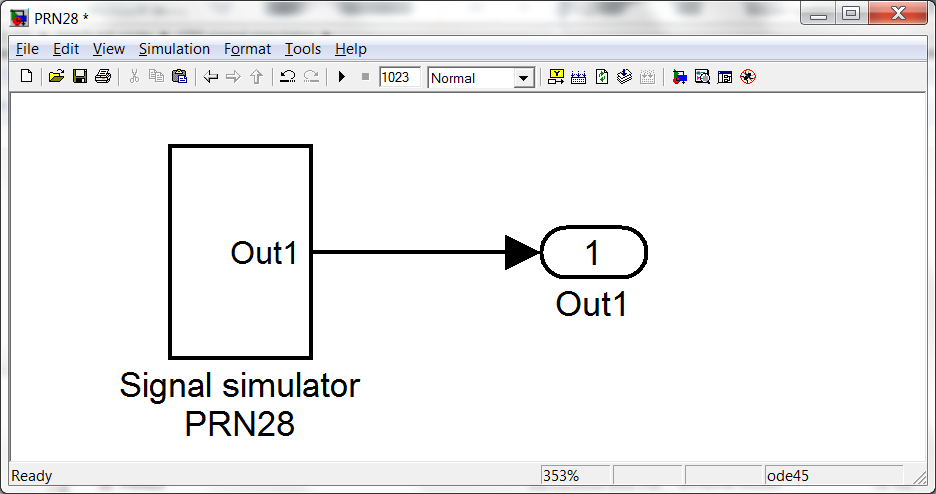 PRN28 *
File Edit View Simulation Format Tools Help
1023 Normal
Out1
1
Out1
Signal simulator
PRN28
Ready 353% ode45